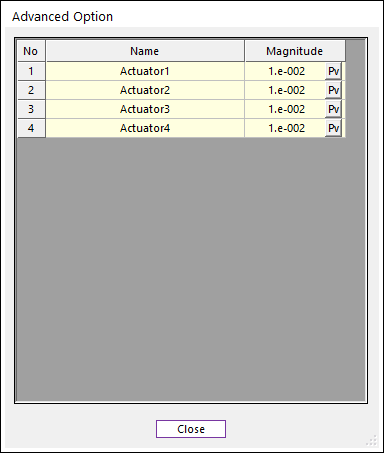 Advanced Option
No Name Magnitude
1 Actuator1 1.e-002 Pv
2 Actuator2 1.e-002 Pv
3 Actuator3 1.e-002 Pv
4 Actuator4 1.e-002 Pv
Close